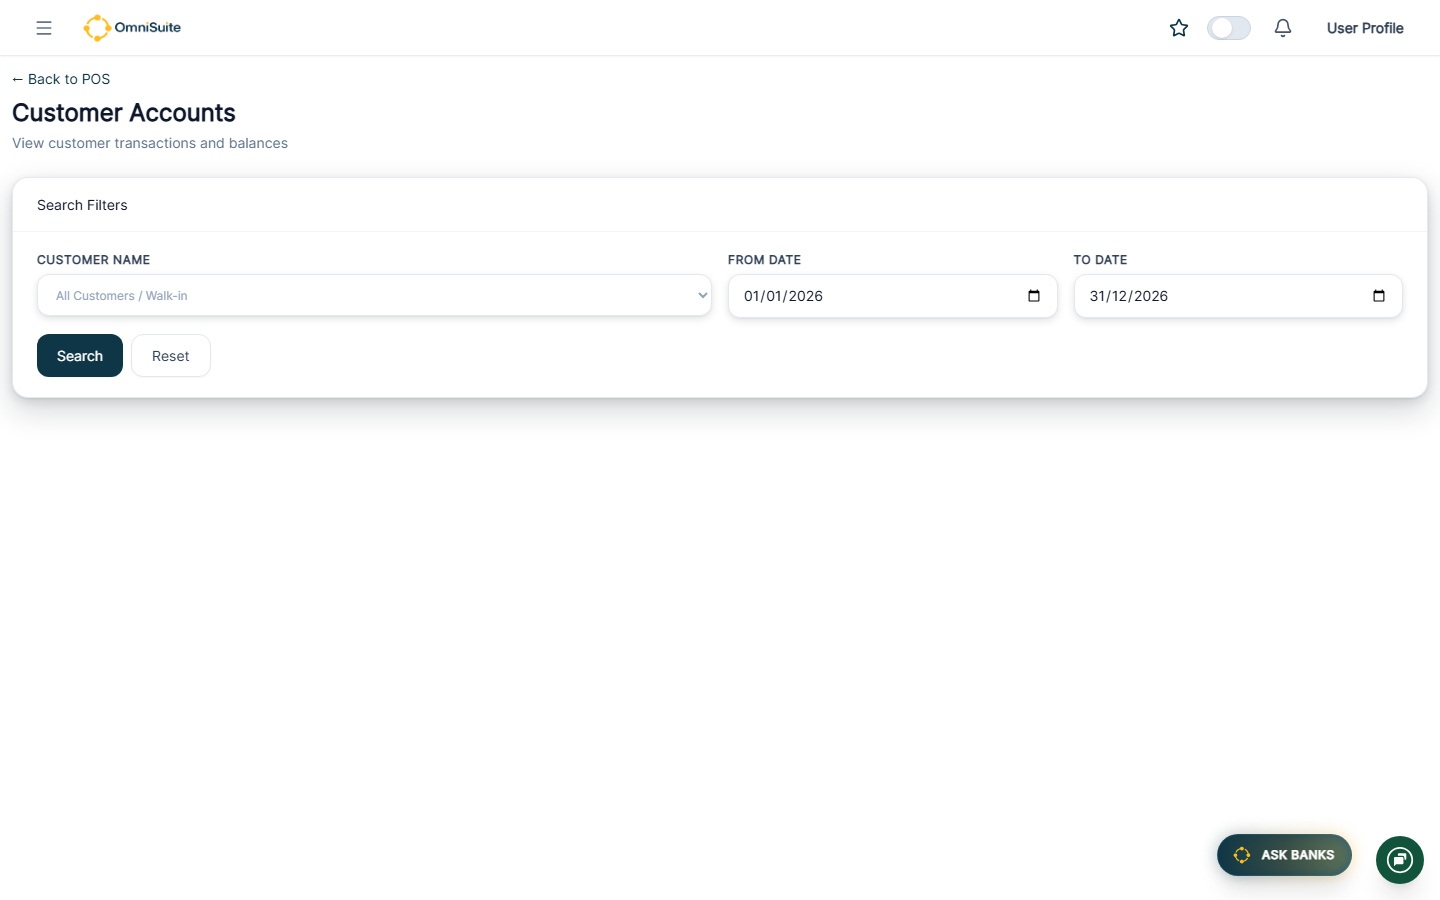 OmniSuite
User Profile
← Back to POS
Customer Accounts
View customer transactions and balances
Search Filters
CUSTOMER NAME
FROM DATE
TO DATE
All Customers / Walk-in
01/01/2026
31/12/2026
Search
Reset
ASK BANKS